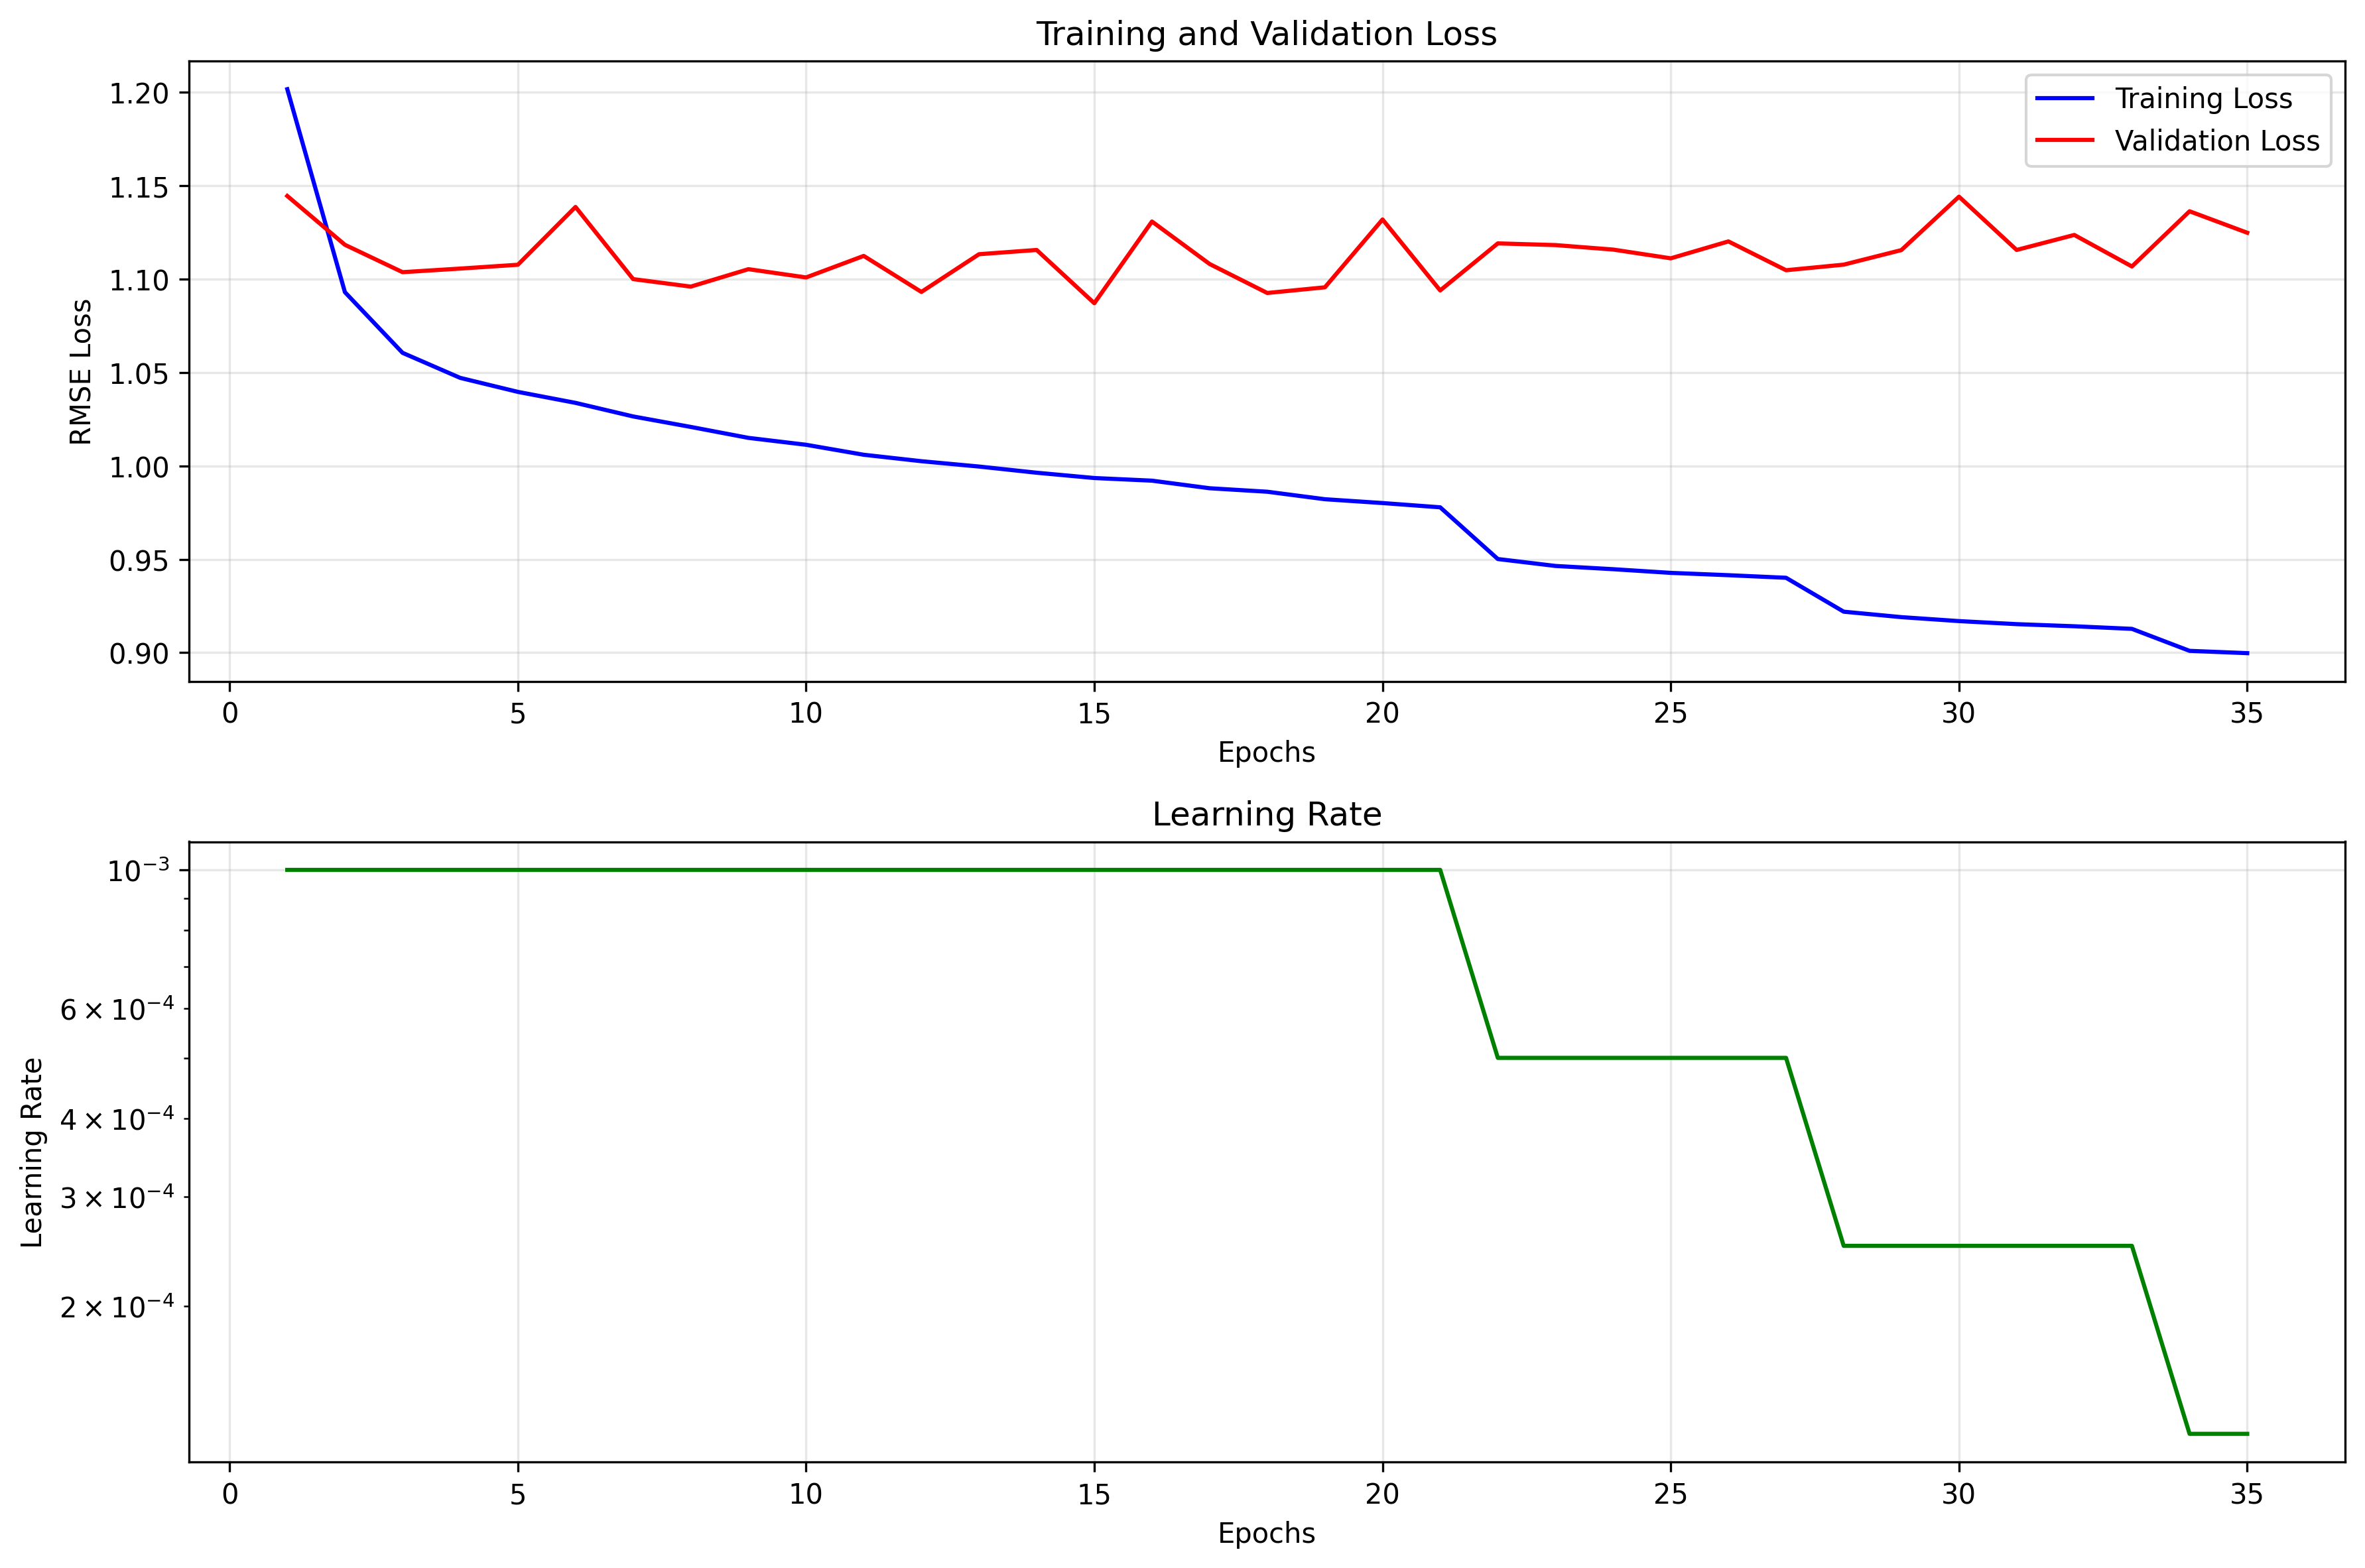 Training and Validation Loss
1.20
1.15
1.10
1.05
1.00
0.95
0.90
RMSE Loss
Training Loss
Validation Loss
0 5 10 15 20 25 30 35
Epochs
Learning Rate
10⁻³
6 × 10⁻⁴
4 × 10⁻⁴
3 × 10⁻⁴
2 × 10⁻⁴
Learning Rate
0 5 10 15 20 25 30 35
Epochs